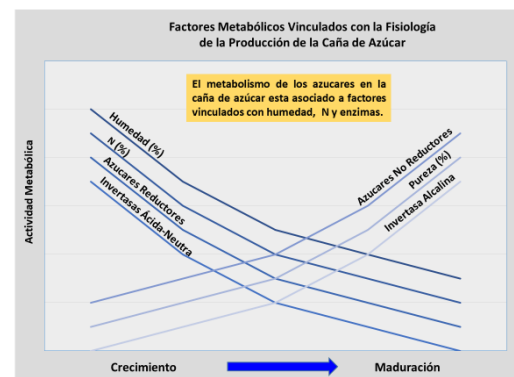 Factores Metabólicos Vinculados con la Fisiología
de la Producción de la Caña de Azúcar
El metabolismo de los azucares en la
caña de azúcar esta asociado a factores
vinculados con humedad, N y enzimas.
Humedad (%)
N (%)
Azucares Reductores
Invertasas Ácida-Neutra
Azucares No Reductores
Pureza (%)
Invertasa Alcalina
Actividad Metabólica
Crecimiento
Maduración